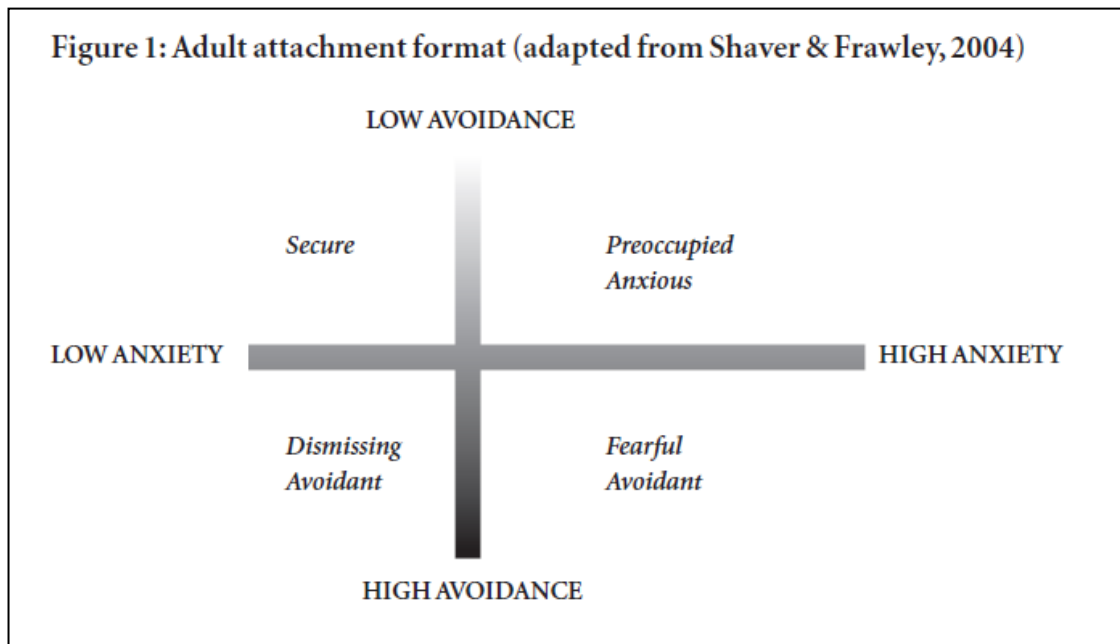 Figure 1: Adult attachment format (adapted from Shaver & Frawley, 2004)
LOW AVOIDANCE
Secure
Preoccupied
Anxious
LOW ANXIETY
HIGH ANXIETY
Dismissing
Avoidant
Fearful
Avoidant
HIGH AVOIDANCE